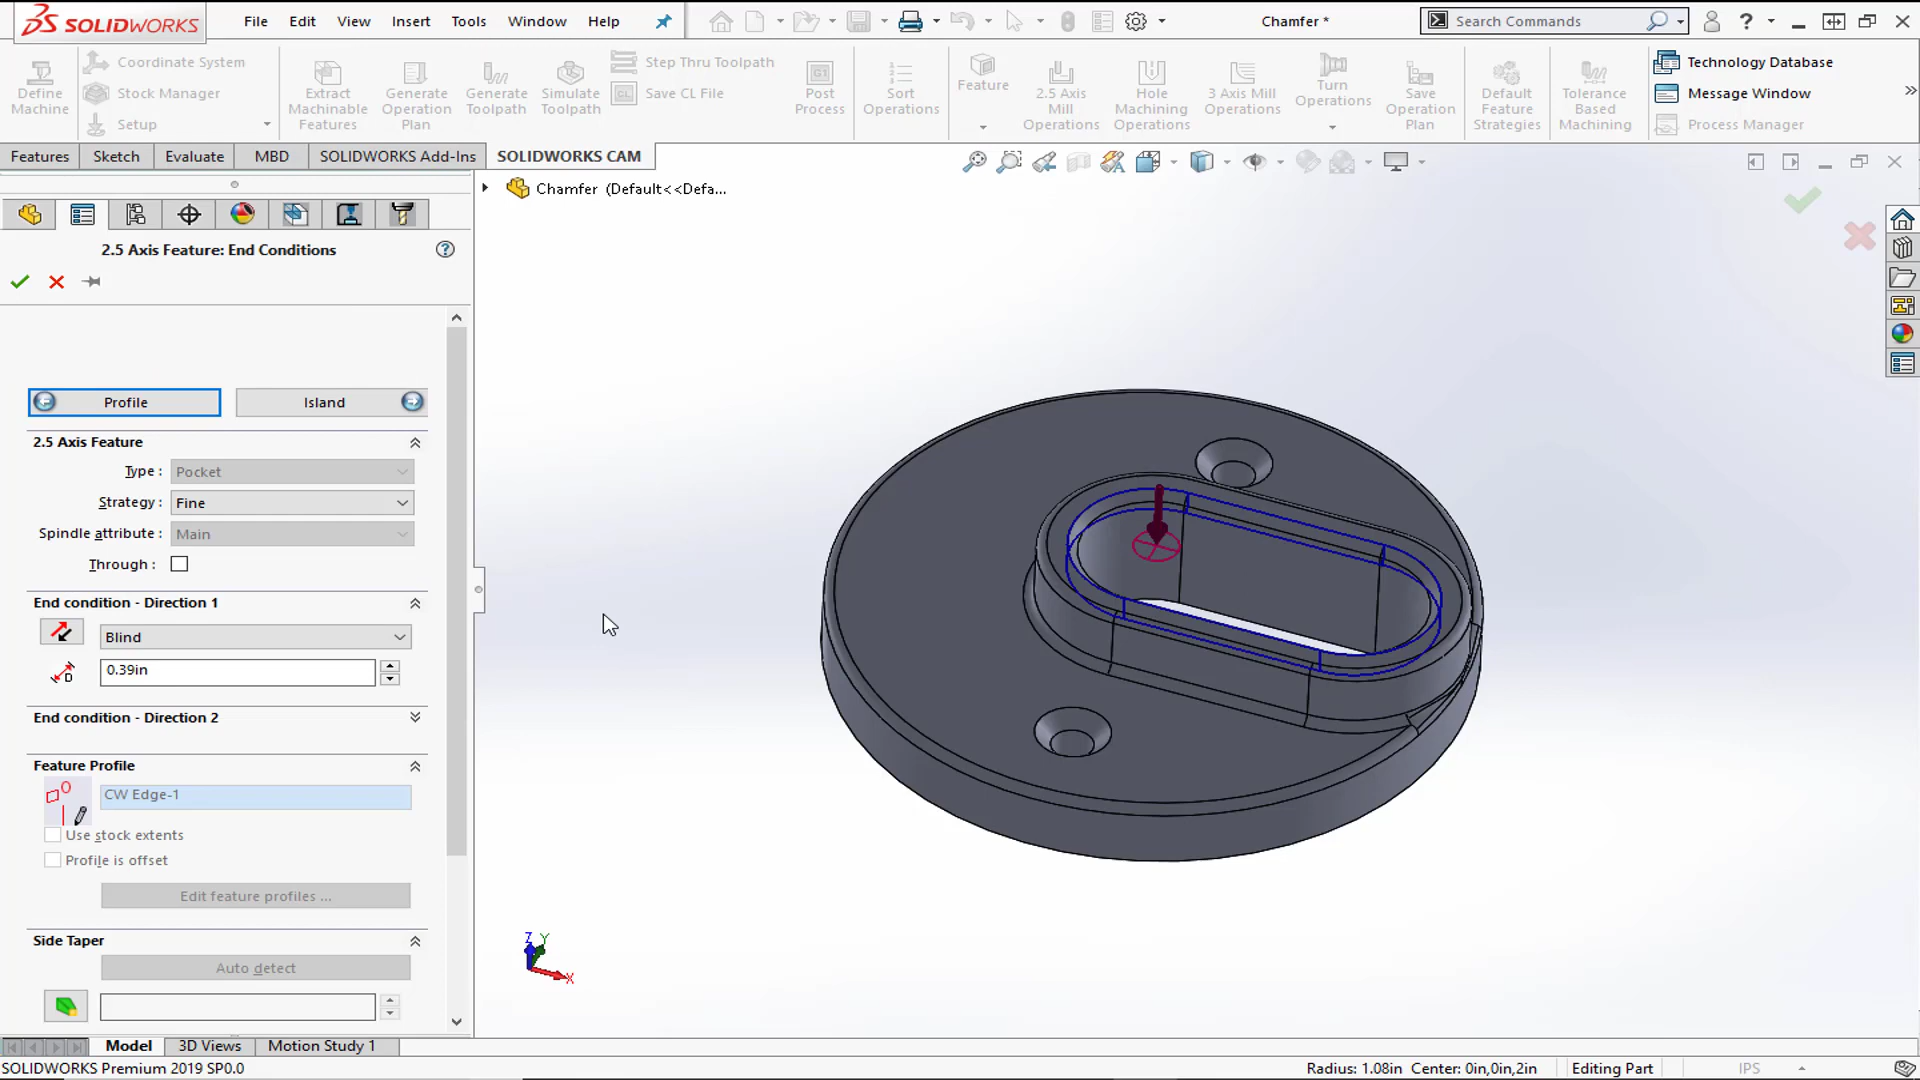 SOLIDWORKS File Edit View Insert Tools Window Help Chamfer * Search Commands ?
Define Machine
Coordinate System
Stock Manager
Setup
Extract Machinable Features
Generate Operation Plan
Generate Toolpath
Simulate Toolpath
Step Thru Toolpath
Save CL File
G1
Post Process
Sort Operations
Feature
2.5 Axis Mill Operations
Hole Machining Operations
3 Axis Mill Operations
Turn Operations
Save Operation Plan
Default Feature Strategies
Tolerance Based Machining
Technology Database
Message Window
Process Manager
Features Sketch Evaluate MBD SOLIDWORKS Add-Ins SOLIDWORKS CAM
Chamfer (Default<<Defa...
2.5 Axis Feature: End Conditions ?
Profile Island
2.5 Axis Feature
Type : Pocket
Strategy : Fine
Spindle attribute : Main
Through :
End condition - Direction 1
Blind
D 0.39in
End condition - Direction 2
Feature Profile
CW Edge-1
Use stock extents
Profile is offset
Edit feature profiles ...
Side Taper
Auto detect
Z Y X
Model 3D Views Motion Study 1
SOLIDWORKS Premium 2019 SP0.0 Radius: 1.08in Center: 0in,0in,2in Editing Part IPS